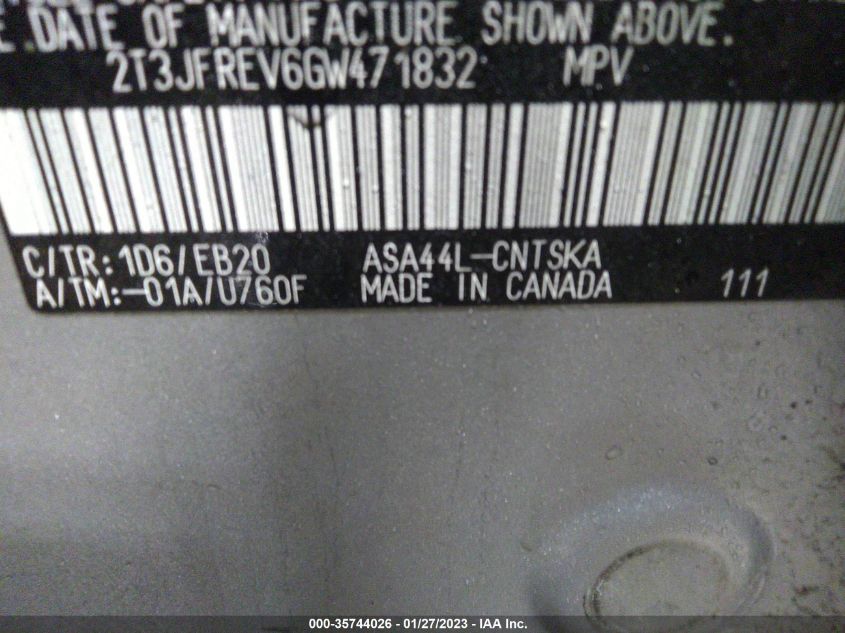 E DATE OF MANUFACTURE SHOWN ABOVE.
2T3JFREV6GW471832 MPV
C/TR:1D6/EB20 ASA44L-CNTSKA
A/TM:-01A/U760F MADE IN CANADA 111
000-35744026 - 01/27/2023 - IAA Inc.